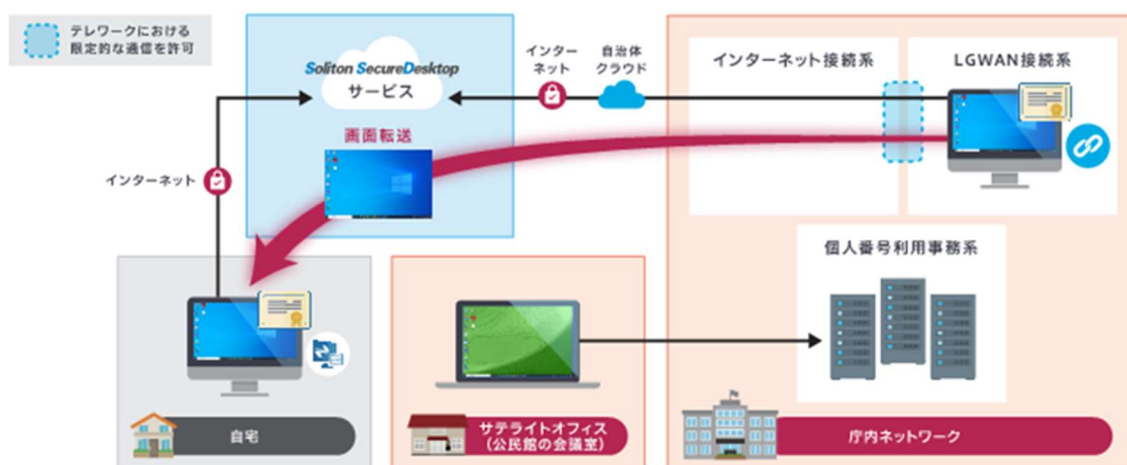 テレワークにおける
限定的な通信を許可
Soliton SecureDesktop
サービス
インター
ネット
自治体
クラウド
インターネット接続系
LGWAN接続系
画面転送
インターネット
個人番号利用事務系
自宅
サテライトオフィス
(公民館の会議室)
庁内ネットワーク